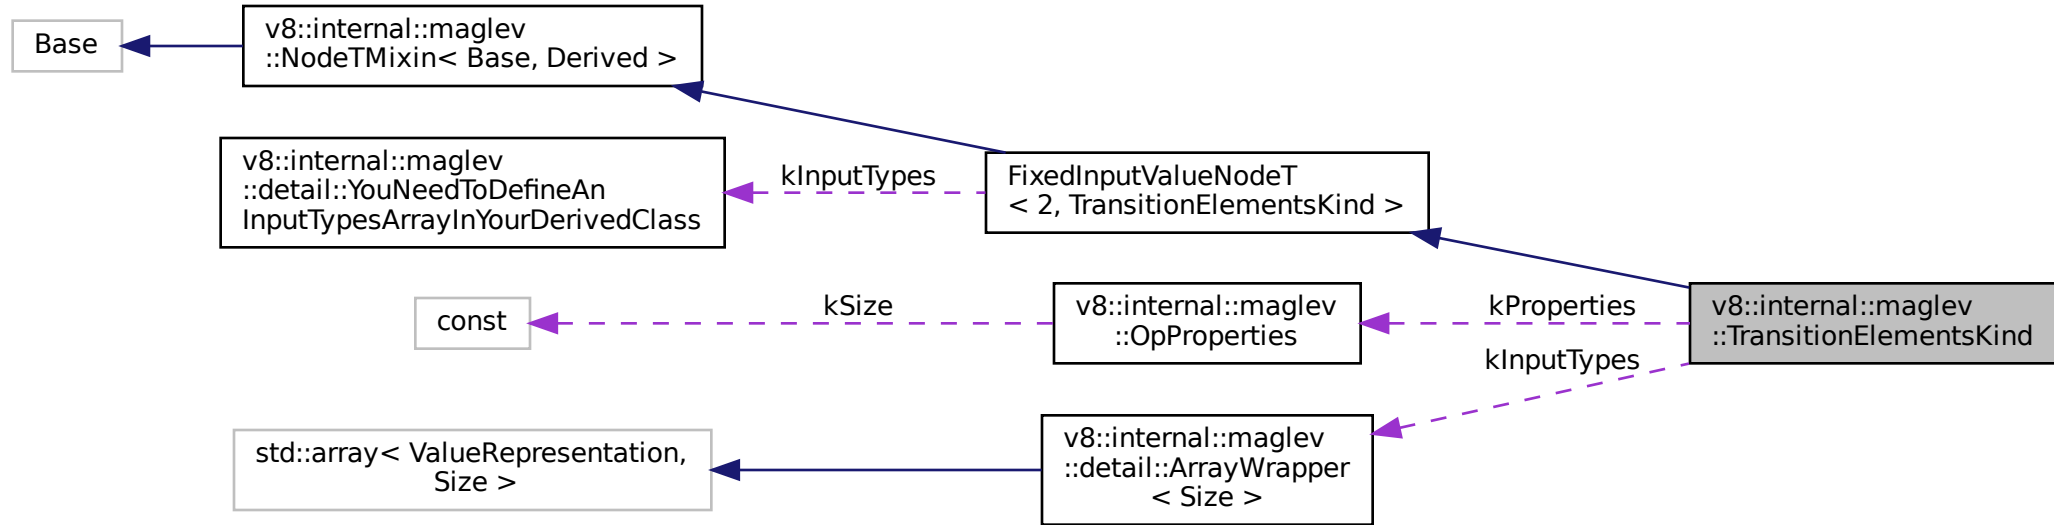 Base
v8::internal::maglev
::NodeTMixin< Base, Derived >
v8::internal::maglev
::detail::YouNeedToDefineAn
InputTypesArrayInYourDerivedClass
kInputTypes
FixedInputValueNodeT
< 2, TransitionElementsKind >
const
kSize
v8::internal::maglev
::OpProperties
kProperties
v8::internal::maglev
::TransitionElementsKind
kInputTypes
std::array< ValueRepresentation,
Size >
v8::internal::maglev
::detail::ArrayWrapper
< Size >